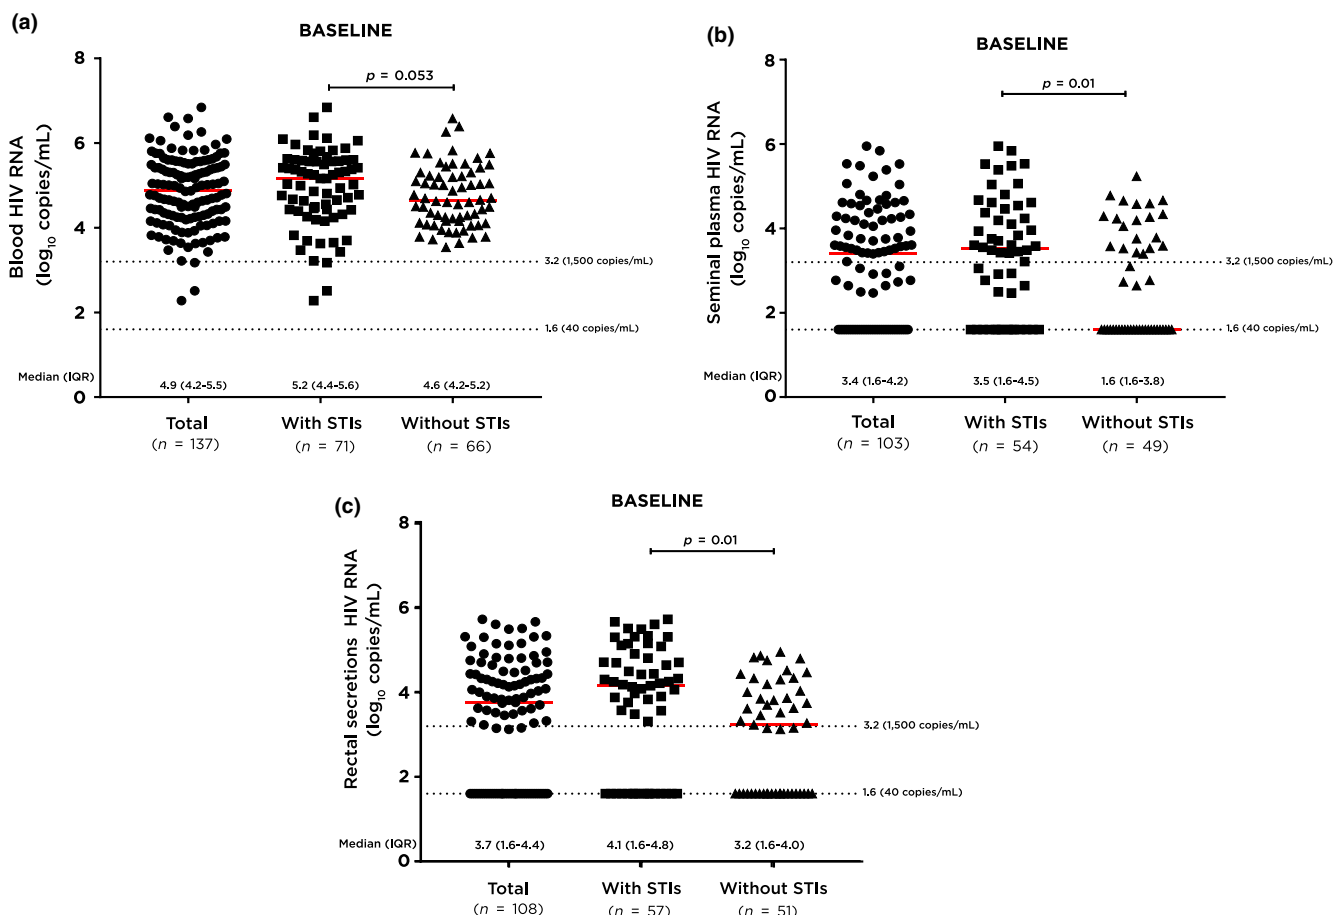 (a)
BASELINE
p = 0.053
Blood HIV RNA
(log10 copies/mL)
8
6
4
2
0
3.2 (1,500 copies/mL)
1.6 (40 copies/mL)
Median (IQR)
4.9 (4.2-5.5)
5.2 (4.4-5.6)
4.6 (4.2-5.2)
Total
(n = 137)
With STIs
(n = 71)
Without STIs
(n = 66)
(b)
BASELINE
p = 0.01
Seminal plasma HIV RNA
(log10 copies/mL)
8
6
4
2
0
3.2 (1,500 copies/mL)
1.6 (40 copies/mL)
Median (IQR)
3.4 (1.6-4.2)
3.5 (1.6-4.5)
1.6 (1.6-3.8)
Total
(n = 103)
With STIs
(n = 54)
Without STIs
(n = 49)
(c)
BASELINE
p = 0.01
Rectal secretions HIV RNA
(log10 copies/mL)
8
6
4
2
0
3.2 (1,500 copies/mL)
1.6 (40 copies/mL)
Median (IQR)
3.7 (1.6-4.4)
4.1 (1.6-4.8)
3.2 (1.6-4.0)
Total
(n = 108)
With STIs
(n = 57)
Without STIs
(n = 51)